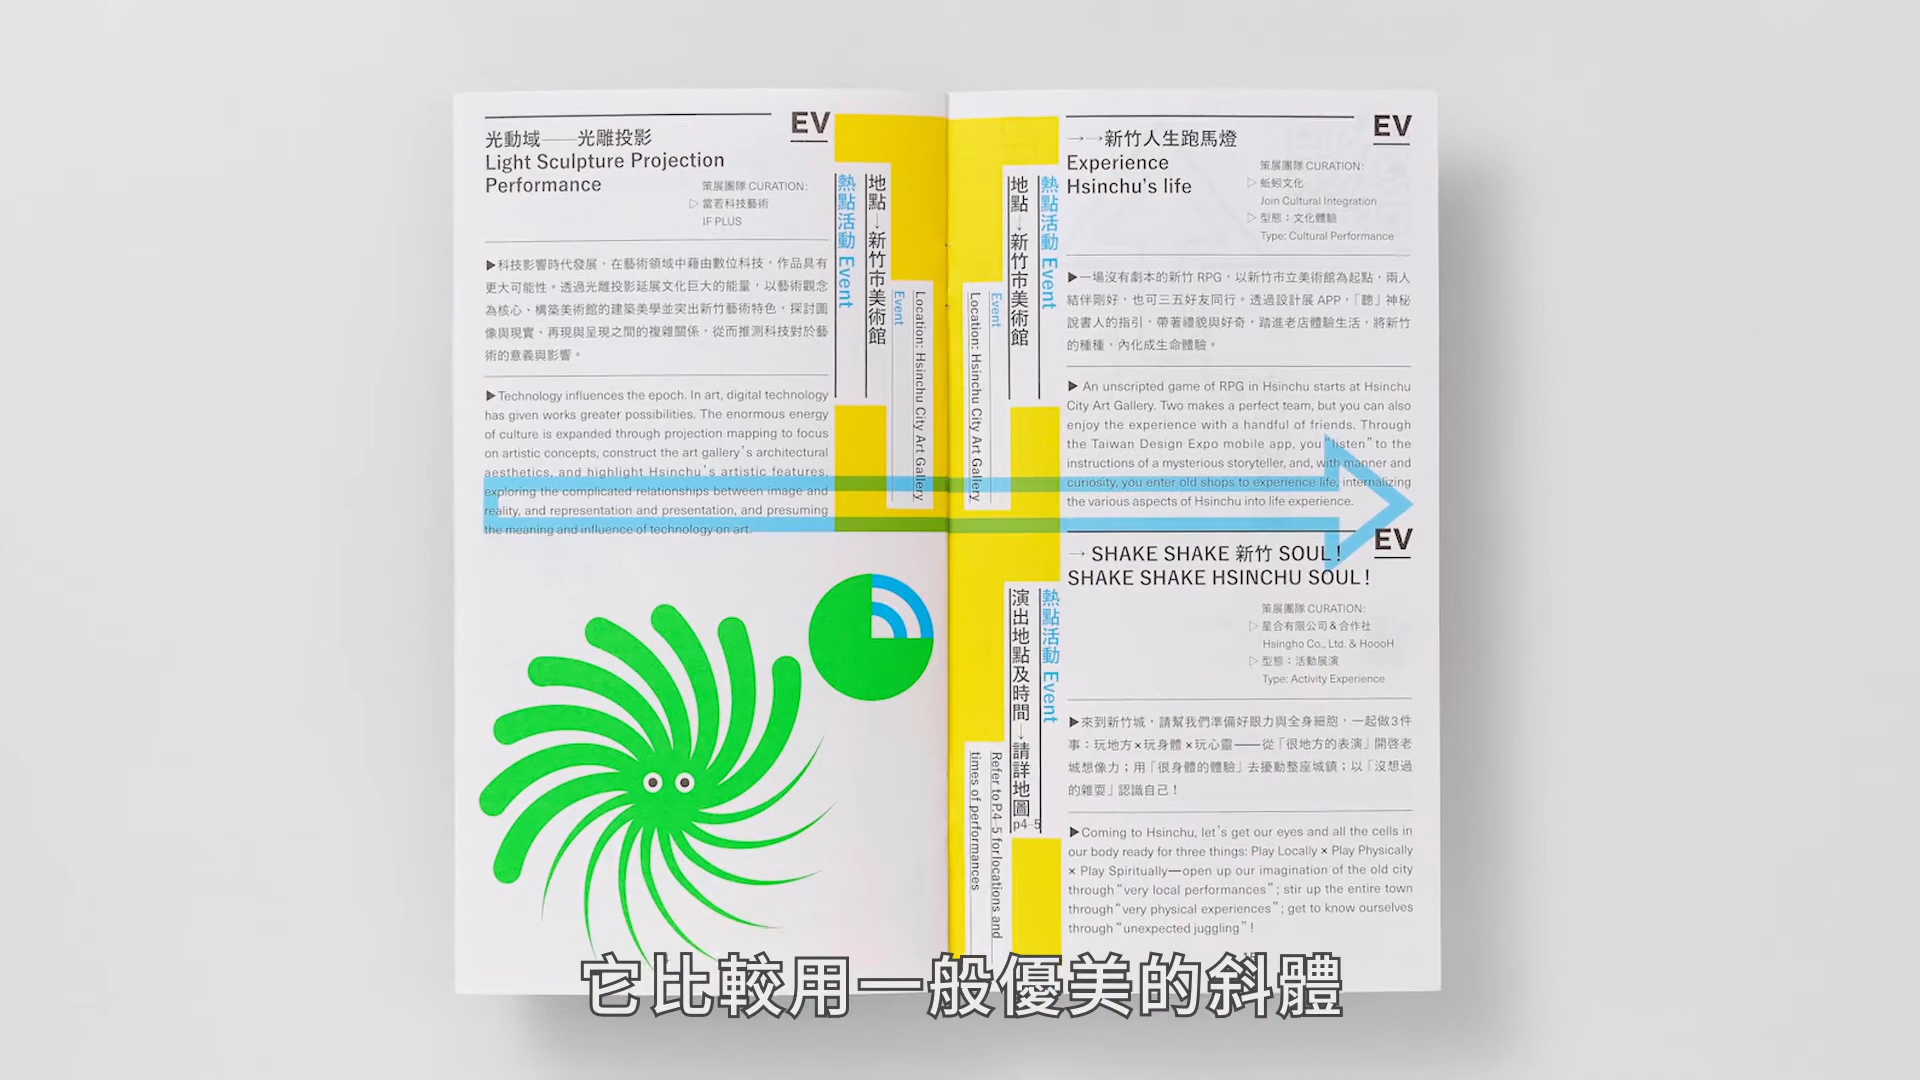 EV
光動域──光雕投影
Light Sculpture Projection
Performance
策展團隊 CURATION:
▷ 當若科技藝術
IF PLUS
▶科技影響時代發展，在藝術領域中藉由數位科技，作品具有
更大可能性。透過光雕投影延展文化巨大的能量，以藝術觀念
為核心、構築美術館的建築美學並突出新竹藝術特色，探討圖
像與現實、再現與呈現之間的複雜關係，從而推測科技對於藝
術的意義與影響。
▶Technology influences the epoch. In art, digital technology
has given works greater possibilities. The enormous energy
of culture is expanded through projection mapping to focus
on artistic concepts, construct the art gallery's architectural
aesthetics, and highlight Hsinchu's artistic features,
exploring the complicated relationships between image and
reality, and representation and presentation, and presuming
the meaning and influence of technology on art.
熱點活動 Event
地點→新竹市美術館
Event
Location: Hsinchu City Art Gallery
EV
→→新竹人生跑馬燈
Experience
Hsinchu's life
策展團隊 CURATION:
▷ 蚯蚓文化
Join Cultural Integration
▷ 型態：文化體驗
Type: Cultural Performance
▶一場沒有劇本的新竹 RPG，以新竹市立美術館為起點，兩人
結伴剛好，也可三五好友同行。透過設計展 APP，「聽」神秘
說書人的指引，帶著禮貌與好奇，踏進老店體驗生活，將新竹
的種種，內化成生命體驗。
▶ An unscripted game of RPG in Hsinchu starts at Hsinchu
City Art Gallery. Two makes a perfect team, but you can also
enjoy the experience with a handful of friends. Through
the Taiwan Design Expo mobile app, you "listen" to the
instructions of a mysterious storyteller, and, with manner and
curiosity, you enter old shops to experience life, internalizing
the various aspects of Hsinchu into life experience.
熱點活動 Event
地點→新竹市美術館
Event
Location: Hsinchu City Art Gallery
EV
→ SHAKE SHAKE 新竹 SOUL!
SHAKE SHAKE HSINCHU SOUL!
策展團隊 CURATION:
▷ 星合有限公司＆合作社
Hsingho Co., Ltd. & HoooH
▷ 型態：活動展演
Type: Activity Experience
▶來到新竹城，請幫我們準備好眼力與全身細胞，一起做3件
事：玩地方×玩身體×玩心靈──從「很地方的表演」開啓老
城想像力；用「很身體的體驗」去擾動整座城鎮；以「沒想過
的雜耍」認識自己！
▶Coming to Hsinchu, let's get our eyes and all the cells in
our body ready for three things: Play Locally × Play Physically
× Play Spiritually—open up our imagination of the old city
through "very local performances"; stir up the entire town
through "very physical experiences"; get to know ourselves
through "unexpected juggling"!
熱點活動 Event
演出地點及時間→請詳地圖p4-5
Refer to P.4-5 for locations and
times of performances
它比較用一般優美的斜體